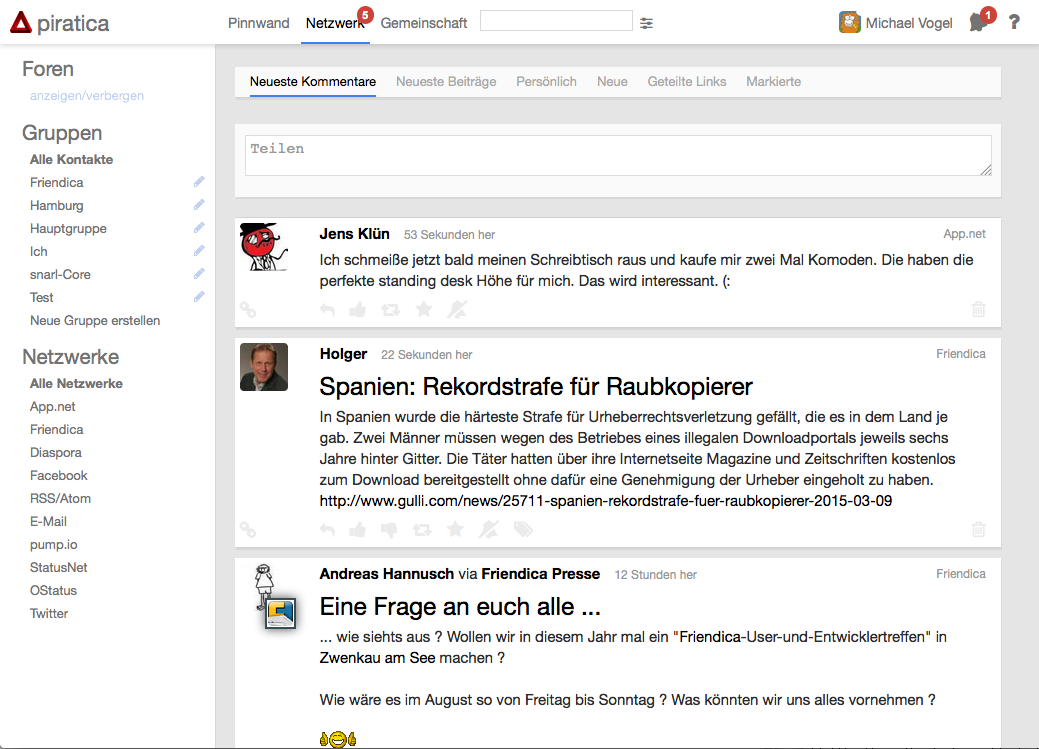 piratica
Pinnwand Netzwerk 5 Gemeinschaft
Michael Vogel 1 ?
Foren
anzeigen/verbergen
Gruppen
Alle Kontakte
Friendica
Hamburg
Hauptgruppe
Ich
snarl-Core
Test
Neue Gruppe erstellen
Netzwerke
Alle Netzwerke
App.net
Friendica
Diaspora
Facebook
RSS/Atom
E-Mail
pump.io
StatusNet
OStatus
Twitter
Neueste Kommentare Neueste Beiträge Persönlich Neue Geteilte Links Markierte
Teilen
Jens Klün 53 Sekunden her App.net
Ich schmeiße jetzt bald meinen Schreibtisch raus und kaufe mir zwei Mal Komoden. Die haben die
perfekte standing desk Höhe für mich. Das wird interessant. (:
Holger 22 Sekunden her Friendica
Spanien: Rekordstrafe für Raubkopierer
In Spanien wurde die härteste Strafe für Urheberrechtsverletzung gefällt, die es in dem Land je
gab. Zwei Männer müssen wegen des Betriebes eines illegalen Downloadportals jeweils sechs
Jahre hinter Gitter. Die Täter hatten über ihre Internetseite Magazine und Zeitschriften kostenlos
zum Download bereitgestellt ohne dafür eine Genehmigung der Urheber eingeholt zu haben.
http://www.gulli.com/news/25711-spanien-rekordstrafe-fuer-raubkopierer-2015-03-09
Andreas Hannusch via Friendica Presse 12 Stunden her Friendica
Eine Frage an euch alle ...
... wie siehts aus ? Wollen wir in diesem Jahr mal ein "Friendica-User-und-Entwicklertreffen" in
Zwenkau am See machen ?
Wie wäre es im August so von Freitag bis Sonntag ? Was könnten wir uns alles vornehmen ?